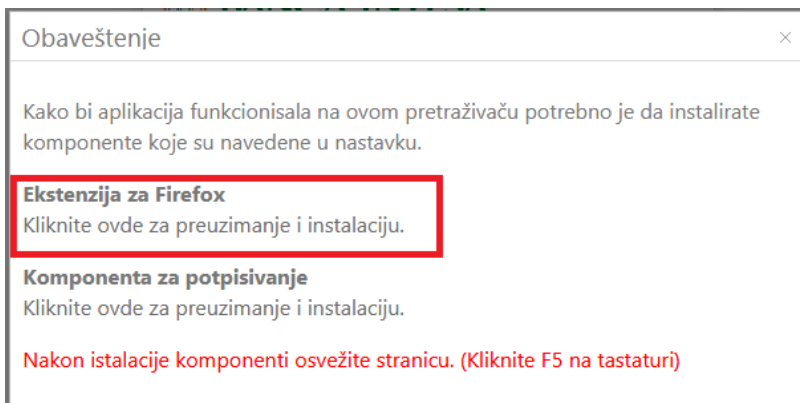 Obaveštenje
Kako bi aplikacija funkcionisala na ovom pretraživaču potrebno je da instalirate
komponente koje su navedene u nastavku.
Ekstenzija za Firefox
Kliknite ovde za preuzimanje i instalaciju.
Komponenta za potpisivanje
Kliknite ovde za preuzimanje i instalaciju.
Nakon istalacije komponenti osvežite stranicu. (Kliknite F5 na tastaturi)